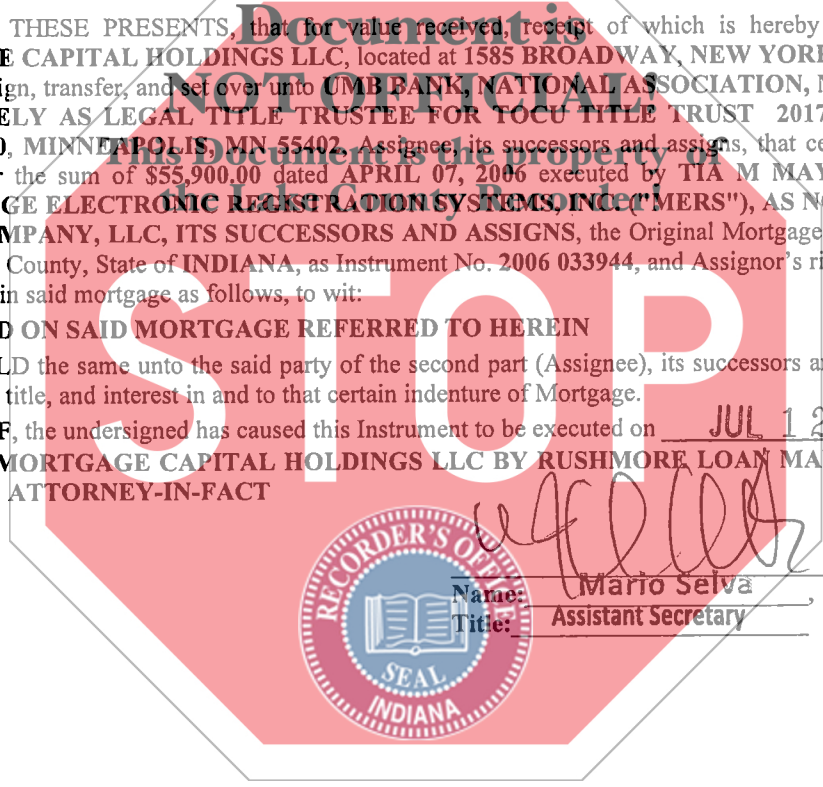 THESE PRESENTS, that for value received, receipt of which is hereby
E CAPITAL HOLDINGS LLC, located at 1585 BROADWAY, NEW YORK
ign, transfer, and set over unto UMB BANK, NATIONAL ASSOCIATION,
ELY AS LEGAL TITLE TRUSTEE FOR TOCU TITLE TRUST 2017
, MINNEAPOLIS, MN 55402, Assignee, its successors and assigns, that
the sum of $55,900.00 dated APRIL 07, 2006 executed by TIA M
GE ELECTRONIC REGISTRATION SYSTEMS, INC. ("MERS"), AS
MPANY, LLC, ITS SUCCESSORS AND ASSIGNS, the Original Mortgage
County, State of INDIANA, as Instrument No. 2006 033944, and Assignor's
in said mortgage as follows, to wit:
D ON SAID MORTGAGE REFERRED TO HEREIN
LD the same unto the said party of the second part (Assignee), its successors
title, and interest in and to that certain indenture of Mortgage.
F, the undersigned has caused this Instrument to be executed on JUL 12
MORTGAGE CAPITAL HOLDINGS LLC BY RUSHMORE LOAN
ATTORNEY-IN-FACT
Name: Mario Selva,
Title: Assistant Secretary
Document is
NOT OFFICIAL!
This Document is the property of
the Lake County Recorder!
STOP
RECORDER'S OFFICE
SEAL
INDIANA